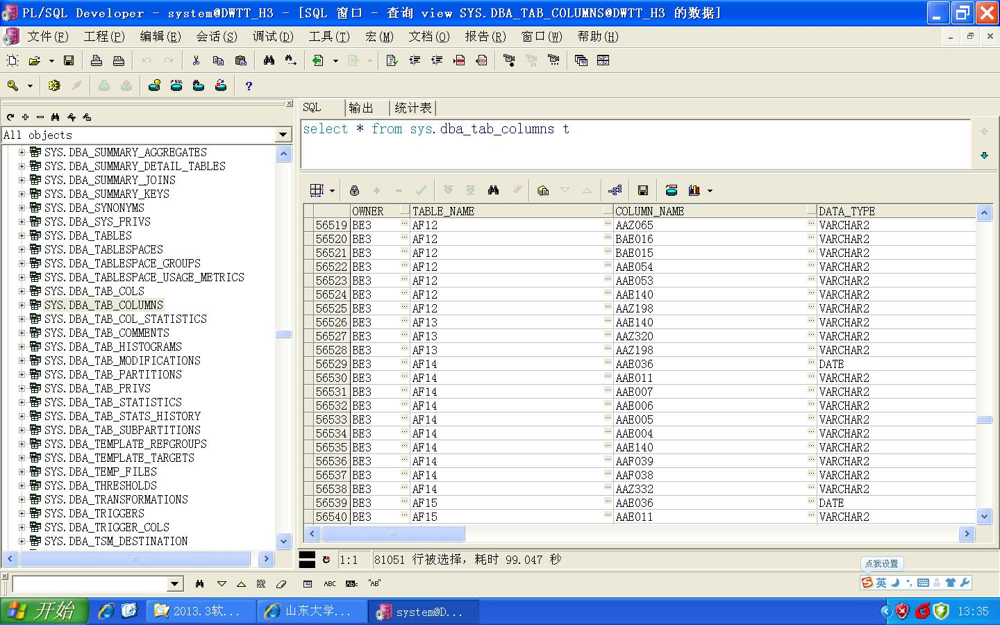 PL/SQL Developer - system@DWTT_H3 - [SQL 窗口 - 查询 view SYS.DBA_TAB_COLUMNS@DWTT_H3 的数据]
文件(F) 工程(P) 编辑(E) 会话(S) 调试(D) 工具(T) 宏(M) 文档(O) 报告(R) 窗口(W) 帮助(H)
All objects
SYS.DBA_SUMMARY_AGGREGATES
SYS.DBA_SUMMARY_DETAIL_TABLES
SYS.DBA_SUMMARY_JOINS
SYS.DBA_SUMMARY_KEYS
SYS.DBA_SYNONYMS
SYS.DBA_SYS_PRIVS
SYS.DBA_TABLES
SYS.DBA_TABLESPACES
SYS.DBA_TABLESPACE_GROUPS
SYS.DBA_TABLESPACE_USAGE_METRICS
SYS.DBA_TAB_COLS
SYS.DBA_TAB_COLUMNS
SYS.DBA_TAB_COL_STATISTICS
SYS.DBA_TAB_COMMENTS
SYS.DBA_TAB_HISTOGRAMS
SYS.DBA_TAB_MODIFICATIONS
SYS.DBA_TAB_PARTITIONS
SYS.DBA_TAB_PRIVS
SYS.DBA_TAB_STATISTICS
SYS.DBA_TAB_STATS_HISTORY
SYS.DBA_TAB_SUBPARTITIONS
SYS.DBA_TEMPLATE_REFGROUPS
SYS.DBA_TEMPLATE_TARGETS
SYS.DBA_TEMP_FILES
SYS.DBA_THRESHOLDS
SYS.DBA_TRANSFORMATIONS
SYS.DBA_TRIGGERS
SYS.DBA_TRIGGER_COLS
SYS.DBA_TSM_DESTINATION
SQL 输出 统计表
select * from sys.dba_tab_columns t
OWNER TABLE_NAME COLUMN_NAME DATA_TYPE
56519 BE3 AF12 AAZ065 VARCHAR2
56520 BE3 AF12 BAE016 VARCHAR2
56521 BE3 AF12 BAE015 VARCHAR2
56522 BE3 AF12 AAE054 VARCHAR2
56523 BE3 AF12 AAE053 VARCHAR2
56524 BE3 AF12 AAE140 VARCHAR2
56525 BE3 AF12 AAZ198 VARCHAR2
56526 BE3 AF13 AAE140 VARCHAR2
56527 BE3 AF13 AAZ320 VARCHAR2
56528 BE3 AF13 AAZ198 VARCHAR2
56529 BE3 AF14 AAE036 DATE
56530 BE3 AF14 AAE011 VARCHAR2
56531 BE3 AF14 AAE007 VARCHAR2
56532 BE3 AF14 AAE006 VARCHAR2
56533 BE3 AF14 AAE005 VARCHAR2
56534 BE3 AF14 AAE004 VARCHAR2
56535 BE3 AF14 AAE140 VARCHAR2
56536 BE3 AF14 AAF039 VARCHAR2
56537 BE3 AF14 AAF038 VARCHAR2
56538 BE3 AF14 AAZ332 VARCHAR2
56539 BE3 AF15 AAE036 DATE
56540 BE3 AF15 AAE011 VARCHAR2
1:1 81051 行被选择, 耗时 99.047 秒
点我设置
英
ABC "AB"
开始 2013.3软... 山东大学... system@D... 13:35